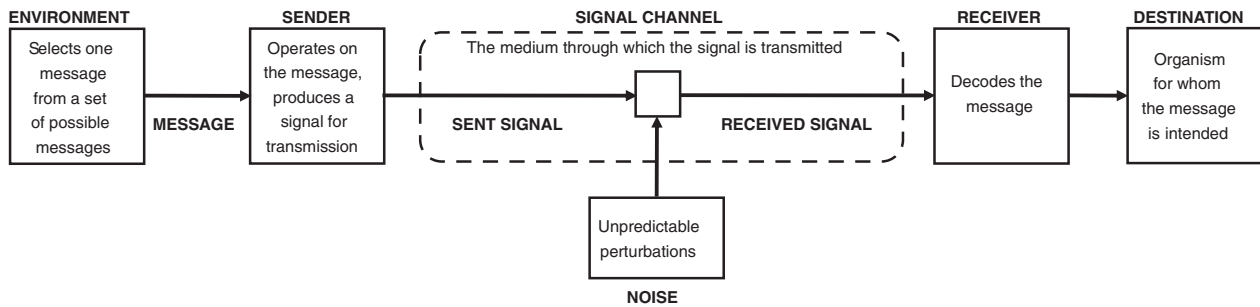 ENVIRONMENT
Selects one
message
from a set
of possible
messages
MESSAGE
SENDER
Operates on
the message,
produces a
signal for
transmission
SIGNAL CHANNEL
The medium through which the signal is transmitted
SENT SIGNAL
RECEIVED SIGNAL
Unpredictable
perturbations
NOISE
RECEIVER
Decodes the
message
DESTINATION
Organism
for whom
the message
is intended